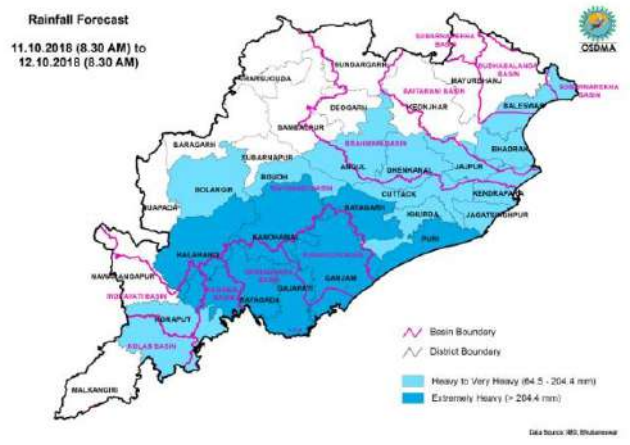 Rainfall Forecast
11.10.2018 (8.30 AM) to
12.10.2018 (8.30 AM)
OSDMA
SUNDARGARH
SUBARNAREKHA
BASIN
BUDHABALANGA
BASIN
MAYURBHANJ
SUBARNAREKHA
BASIN
BAITARANI BASIN
DEOGARH
KEONJHAR
BALESWAR
SAMBALPUR
BHADRAK
BARAGARH
SUBARNAPUR
BRAHMANI BASIN
ANGUL
DHENKANAL
JAJPUR
BOLANGIR
BOUDH
CUTTACK
KENDRAPARA
NUAPADA
NAYAGARH
KHURDA
JAGATSINGHPUR
KANDHAMAL
PURI
KALAHANDI
NAWARANGAPUR
GANJAM
INDRAVATI BASIN
GAJAPATI
RAYAGADA
KORAPUT
KOLAB BASIN
MALKANGIRI
Basin Boundary
District Boundary
Heavy to Very Heavy (64.5 - 204.4 mm)
Extremely Heavy (> 204.4 mm)
Data Source: IMD, Bhubaneswar